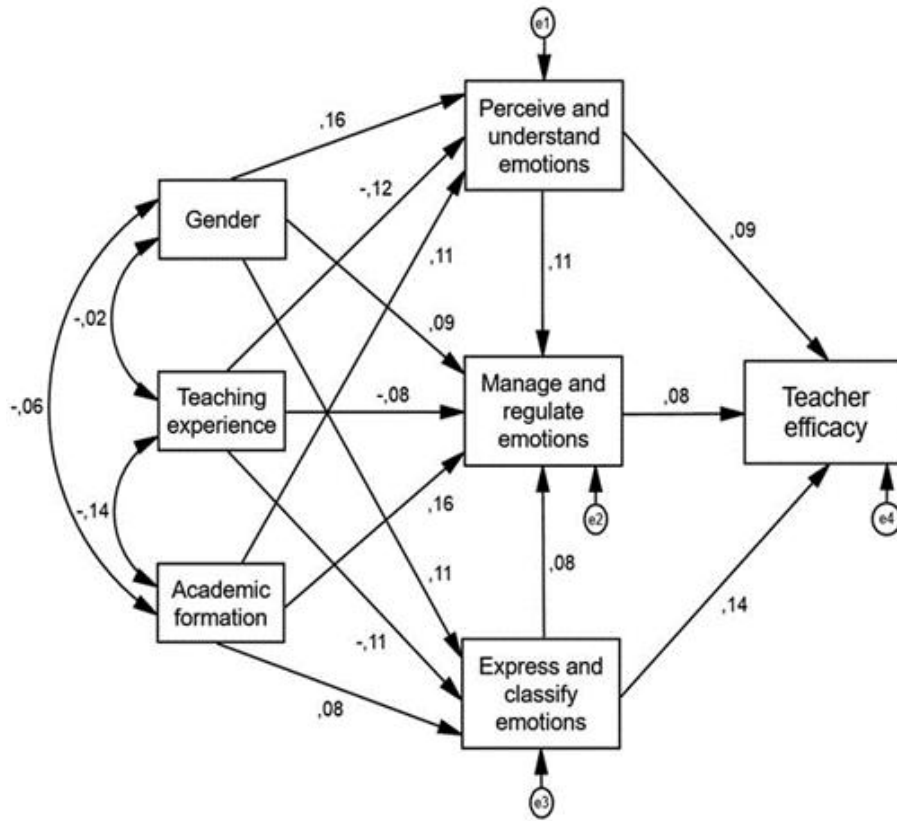 e1
Perceive and
understand
emotions
,16
-,12
Gender
,11
,11
,09
-,02
,09
Teaching
experience
-,08
Manage and
regulate
emotions
,08
Teacher
efficacy
-,06
-,14
,16
e2
e4
Academic
formation
,08
,11
-,11
,14
Express and
classify
emotions
,08
e3